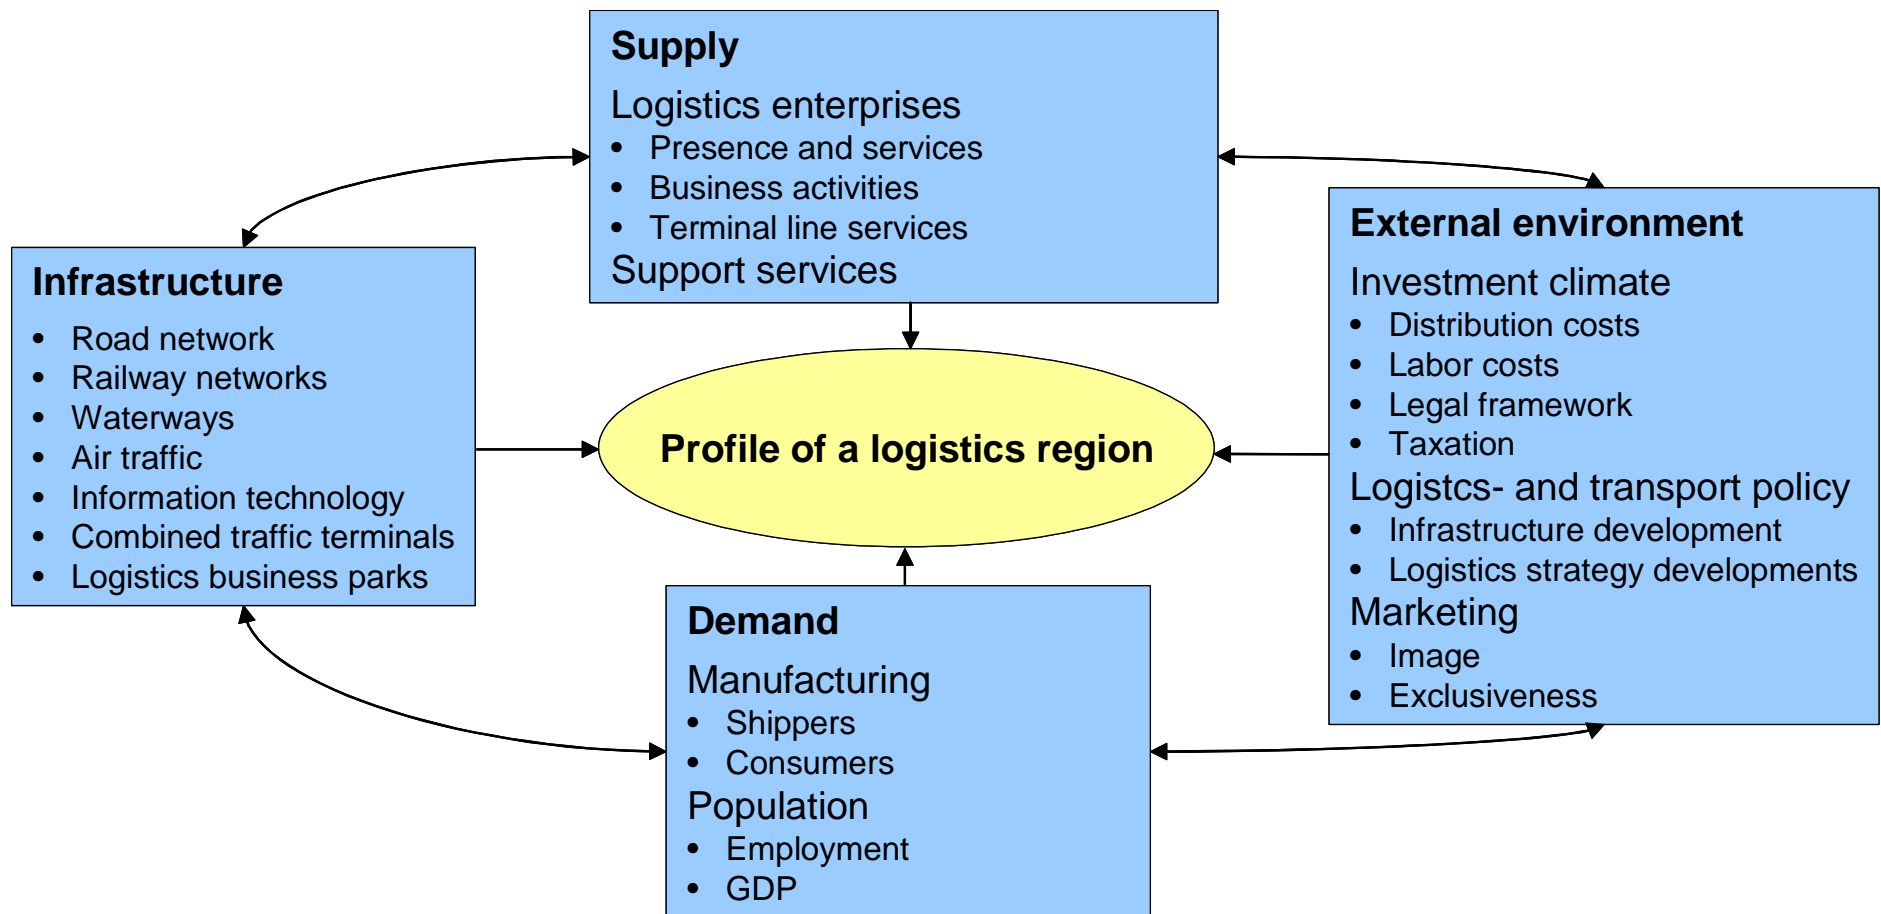 Supply
Logistics enterprises
• Presence and services
• Business activities
• Terminal line services
Support services
Infrastructure
• Road network
• Railway networks
• Waterways
• Air traffic
• Information technology
• Combined traffic terminals
• Logistics business parks
Profile of a logistics region
External environment
Investment climate
• Distribution costs
• Labor costs
• Legal framework
• Taxation
Logistcs- and transport policy
• Infrastructure development
• Logistics strategy developments
Marketing
• Image
• Exclusiveness
Demand
Manufacturing
• Shippers
• Consumers
Population
• Employment
• GDP